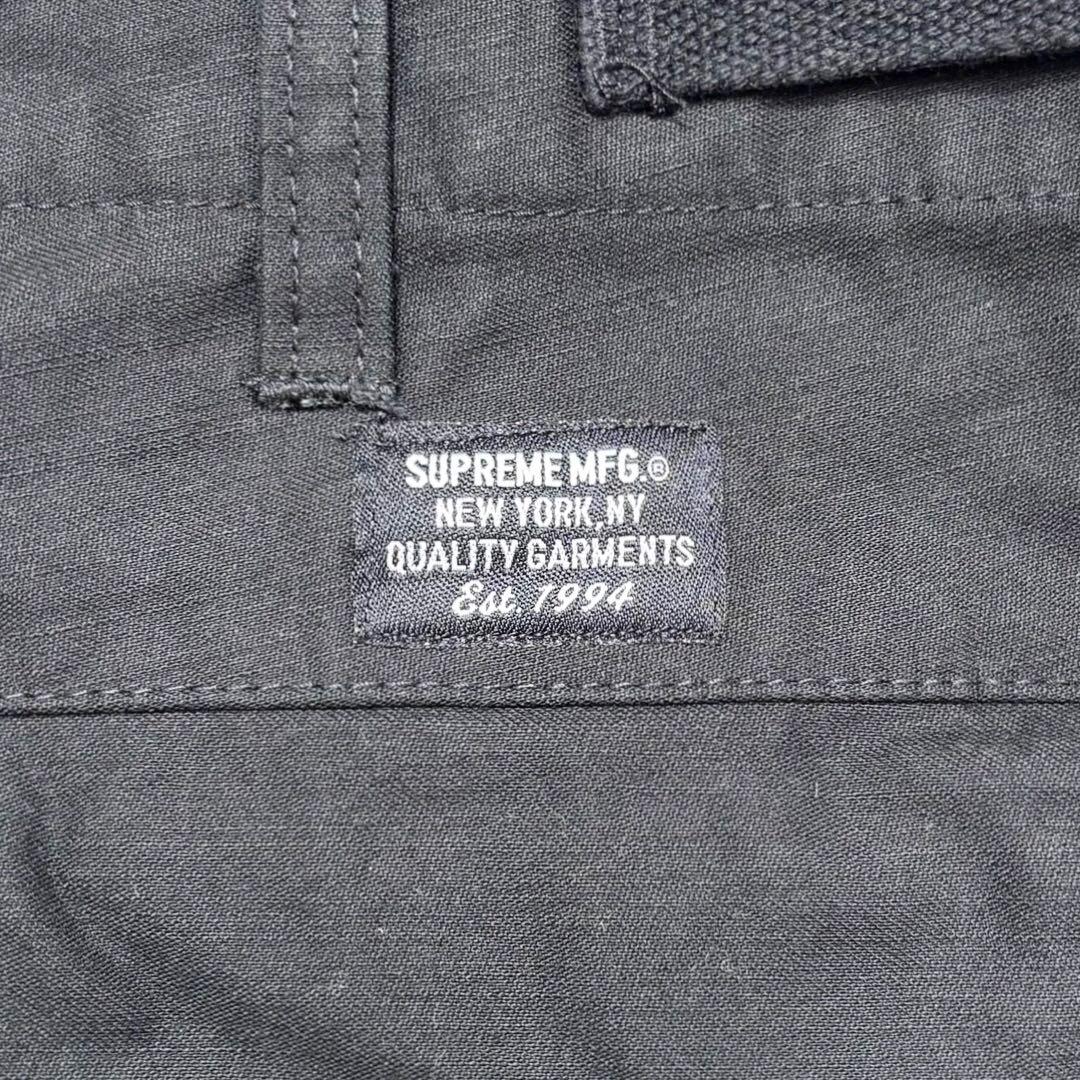 SUPREME MFG.®
NEW YORK, NY
QUALITY GARMENTS
Est. 1994